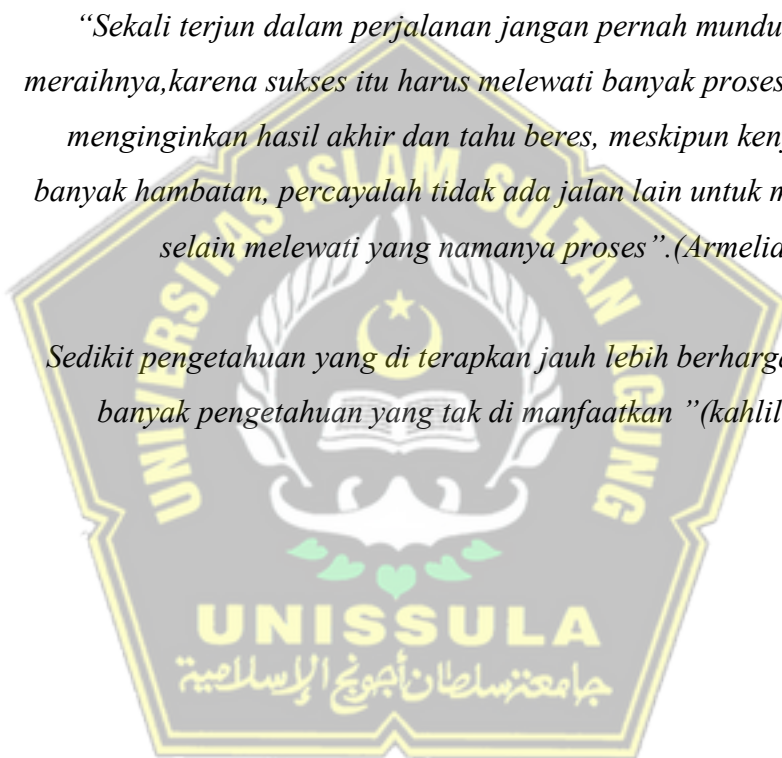 “Sekali terjun dalam perjalanan jangan pernah mundu
meraihnya,karena sukses itu harus melewati banyak proses
menginginkan hasil akhir dan tahu beres, meskipun keny
banyak hambatan, percayalah tidak ada jalan lain untuk m
selain melewati yang namanya proses”.(Armelia
Sedikit pengetahuan yang di terapkan jauh lebih berharg
banyak pengetahuan yang tak di manfaatkan ”(kahlil
UNIVERSITAS ISLAM SULTAN AGUNG
UNISSULA
جامعة سلطان أجونج الإسلامية